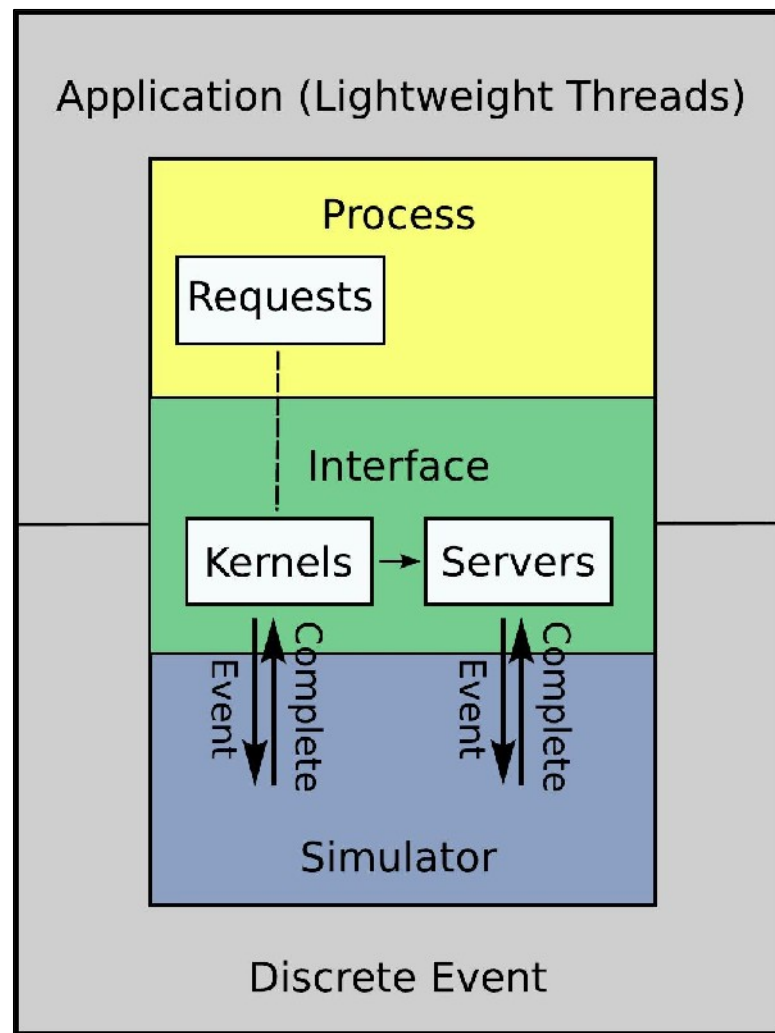 Application (Lightweight Threads)
Process
Requests
Interface
Kernels
Servers
Event
Complete
Event
Complete
Simulator
Discrete Event